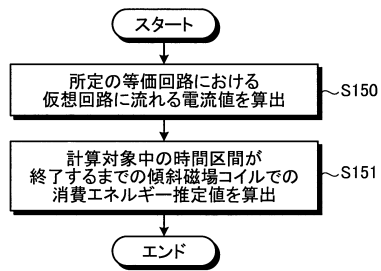 スタート
所定の等価回路における
仮想回路に流れる電流値を算出
S150
計算対象中の時間区間が
終了するまでの傾斜磁場コイルでの
消費エネルギー推定値を算出
S151
エンド